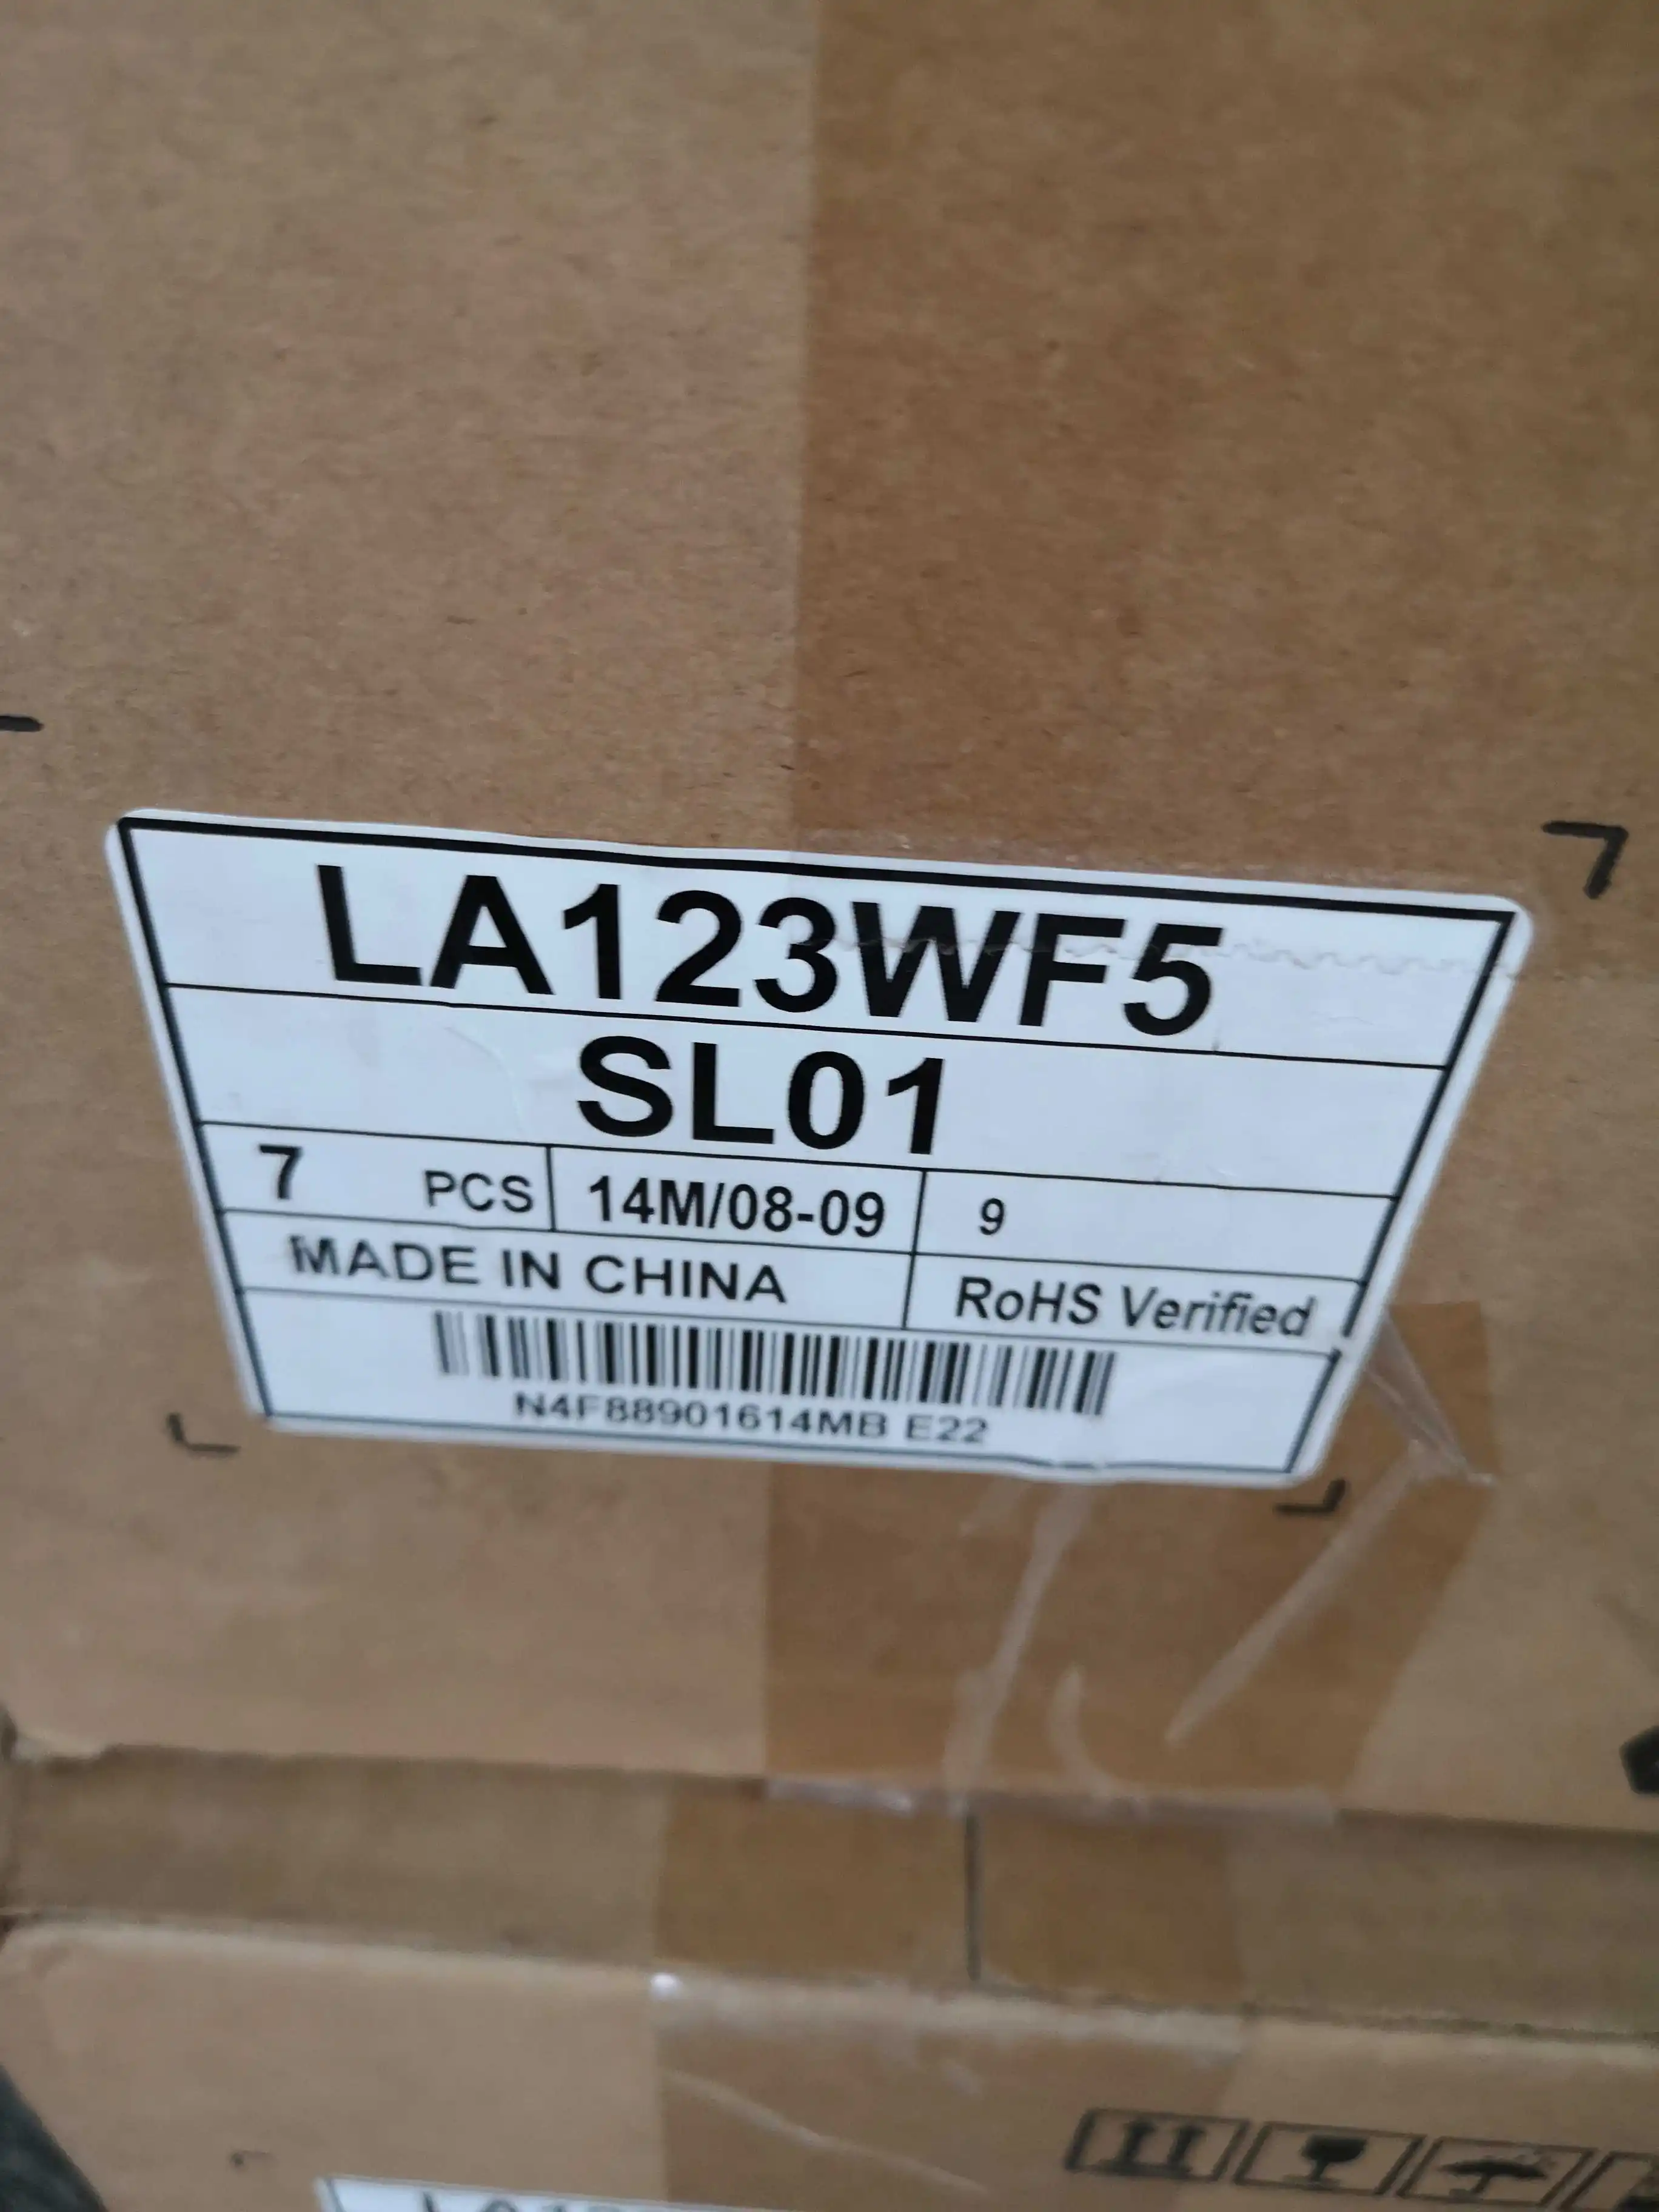 LA123WF5
SL01
7 PCS 14M/08-09 9
MADE IN CHINA RoHS Verified
N4F88901614MB E22